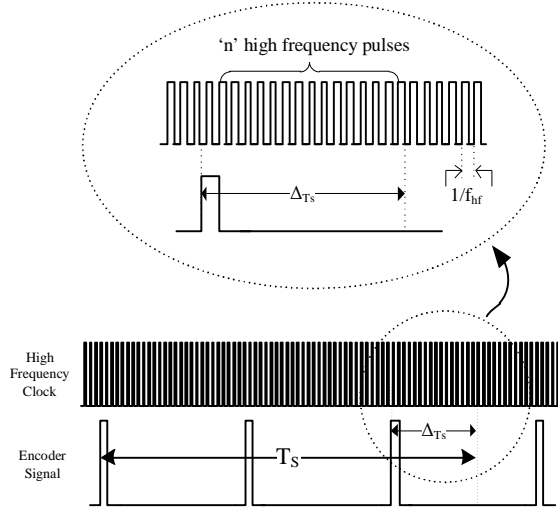 ‘n’ high frequency pulses
ΔTs
1/fhf
High
Frequency
Clock
ΔTs
Encoder
Signal
TS